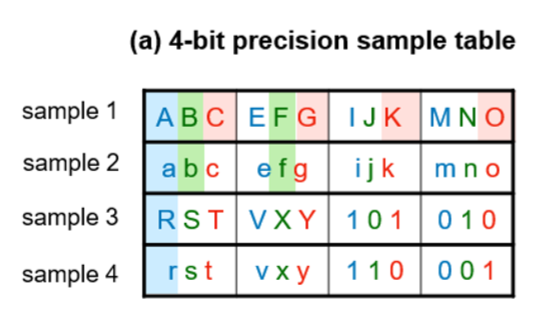 (a) 4-bit precision sample table
sample 1 A B C E F G I J K M N O
sample 2 a b c e f g i j k m n o
sample 3 R S T V X Y 1 0 1 0 1 0
sample 4 r s t v x y 1 1 0 0 0 1